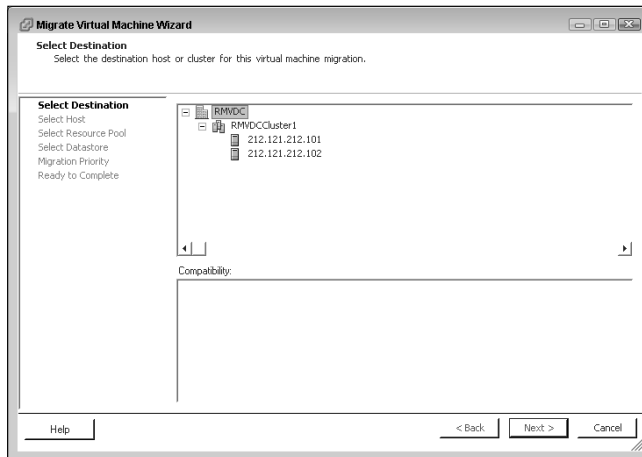 Migrate Virtual Machine Wizard
Select Destination
Select the destination host or cluster for this virtual machine migration.
Select Destination
Select Host
Select Resource Pool
Select Datastore
Migration Priority
Ready to Complete
RMVDC
RMVDCCluster1
212.121.212.101
212.121.212.102
Compatibility:
Help
< Back
Next >
Cancel